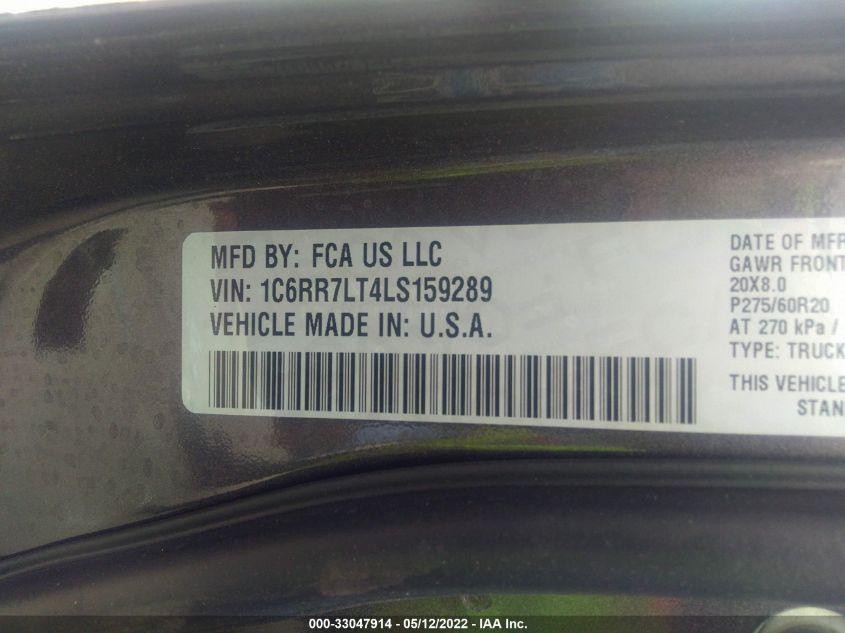 MFD BY: FCA US LLC
VIN: 1C6RR7LT4LS159289
VEHICLE MADE IN: U.S.A.
DATE OF MFR
GAWR FRONT
20X8.0
P275/60R20
AT 270 kPa /
TYPE: TRUCK
THIS VEHICLE
STAN
000-33047914 - 05/12/2022 - IAA Inc.